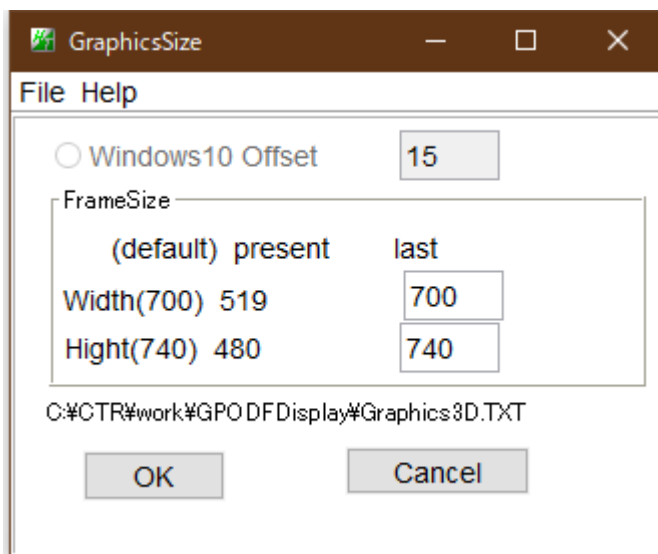 GraphicsSize
File Help
Windows10 Offset 15
FrameSize
(default) present last
Width(700) 519 700
Hight(740) 480 740
C:¥CTR¥work¥GPODFDisplay¥Graphics3D.TXT
OK Cancel